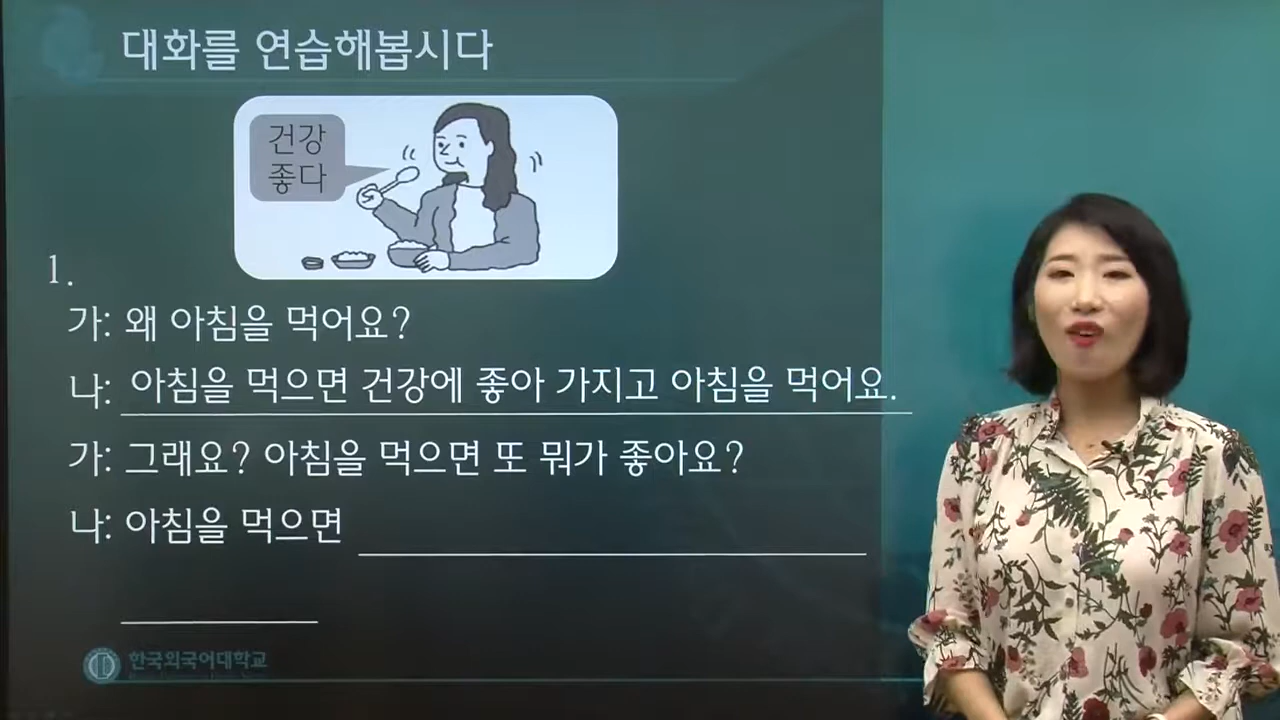 대화를 연습해봅시다
건강
좋다
1.
가: 왜 아침을 먹어요?
나: 아침을 먹으면 건강에 좋아 가지고 아침을 먹어요.
가: 그래요? 아침을 먹으면 또 뭐가 좋아요?
나: 아침을 먹으면
한국외국어대학교